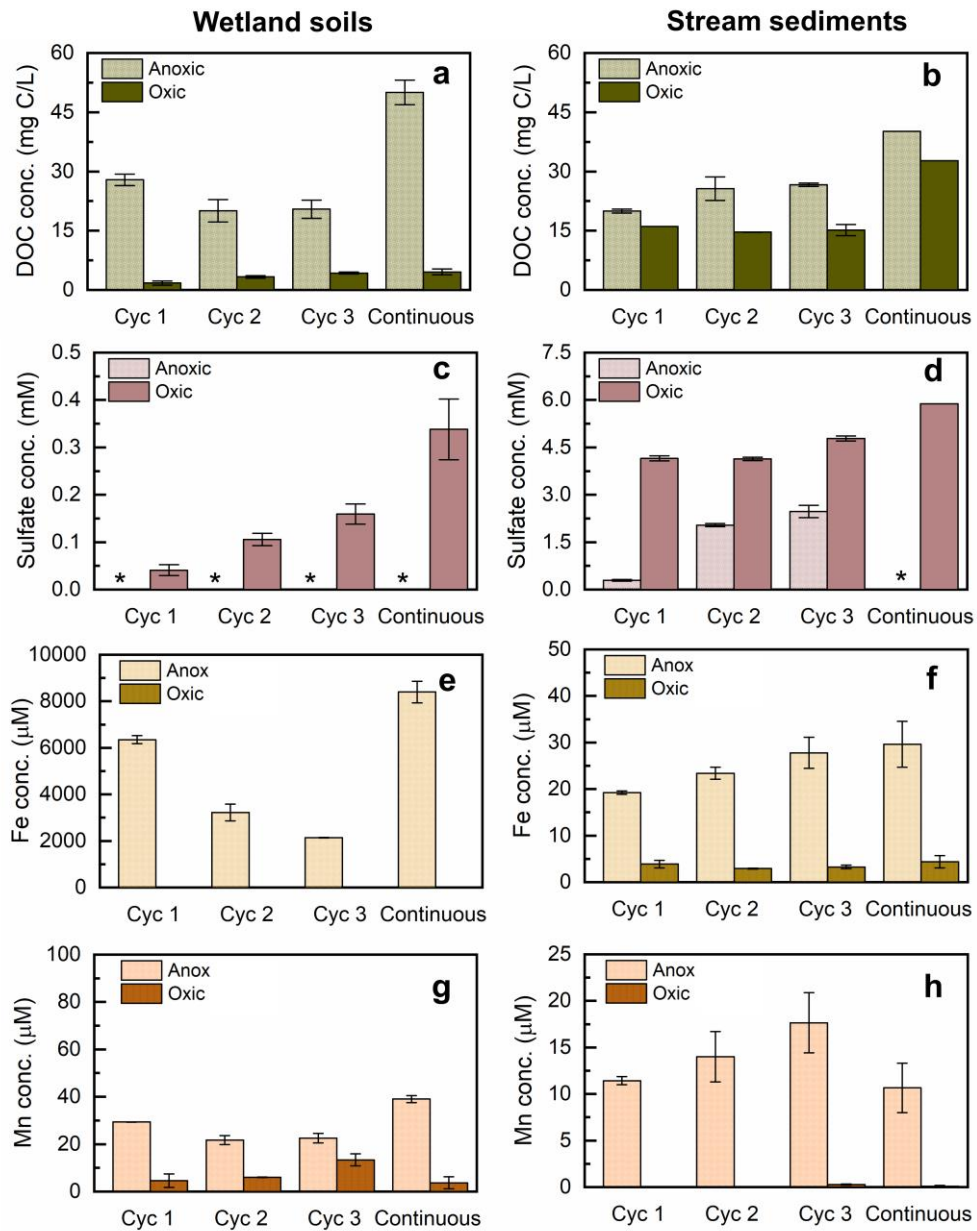 Wetland soils
Stream sediments
a
Anoxic
Oxic
DOC conc. (mg C/L)
60
45
30
15
0
Cyc 1 Cyc 2 Cyc 3 Continuous
b
Anoxic
Oxic
DOC conc. (mg C/L)
60
45
30
15
0
Cyc 1 Cyc 2 Cyc 3 Continuous
c
Anoxic
Oxic
Sulfate conc. (mM)
0.5
0.4
0.3
0.2
0.1
0.0
* * * *
Cyc 1 Cyc 2 Cyc 3 Continuous
d
Anoxic
Oxic
Sulfate conc. (mM)
7.5
6.0
4.5
3.0
1.5
0.0
*
Cyc 1 Cyc 2 Cyc 3 Continuous
e
Anox
Oxic
Fe conc. (μM)
10000
8000
6000
4000
2000
0
Cyc 1 Cyc 2 Cyc 3 Continuous
f
Anox
Oxic
Fe conc. (μM)
50
40
30
20
10
0
Cyc 1 Cyc 2 Cyc 3 Continuous
g
Anox
Oxic
Mn conc. (μM)
100
80
60
40
20
0
Cyc 1 Cyc 2 Cyc 3 Continuous
h
Anox
Oxic
Mn conc. (μM)
25
20
15
10
5
0
Cyc 1 Cyc 2 Cyc 3 Continuous